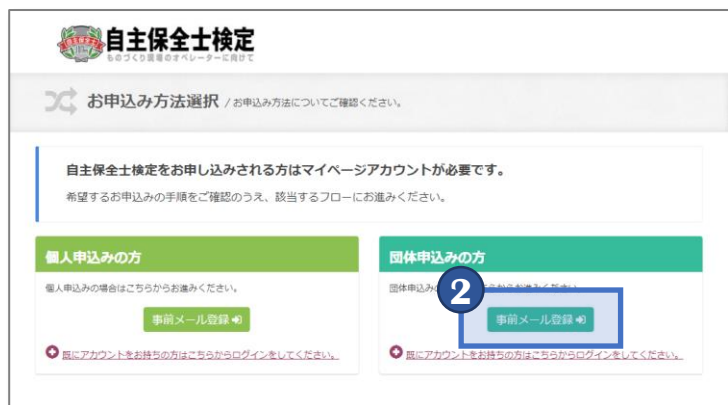 自主保全士検定
ものづくり現場のオペレーターに向けて
お申込み方法選択 / お申込み方法についてご確認ください。
自主保全士検定をお申し込みされる方はマイページアカウントが必要です。
希望するお申込みの手順をご確認のうえ、該当するフローにお進みください。
個人申込みの方
個人申込みの場合はこちらからお進みください。
事前メール登録
既にアカウントをお持ちの方はこちらからログインをしてください。
団体申込みの方
団体申込み
2
事前メール登録
既にアカウントをお持ちの方はこちらからログインをしてください。